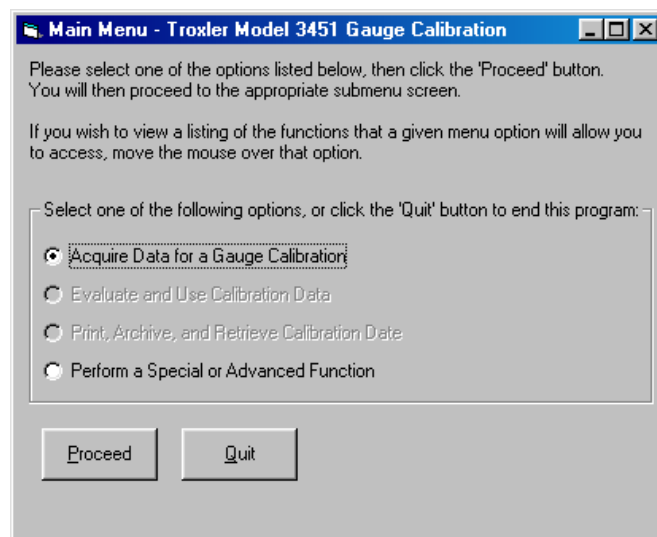 Main Menu - Troxler Model 3451 Gauge Calibration
Please select one of the options listed below, then click the 'Proceed' button.
You will then proceed to the appropriate submenu screen.
If you wish to view a listing of the functions that a given menu option will allow you
to access, move the mouse over that option.
Select one of the following options, or click the 'Quit' button to end this program:
Acquire Data for a Gauge Calibration
Evaluate and Use Calibration Data
Print, Archive, and Retrieve Calibration Date
Perform a Special or Advanced Function
Proceed
Quit